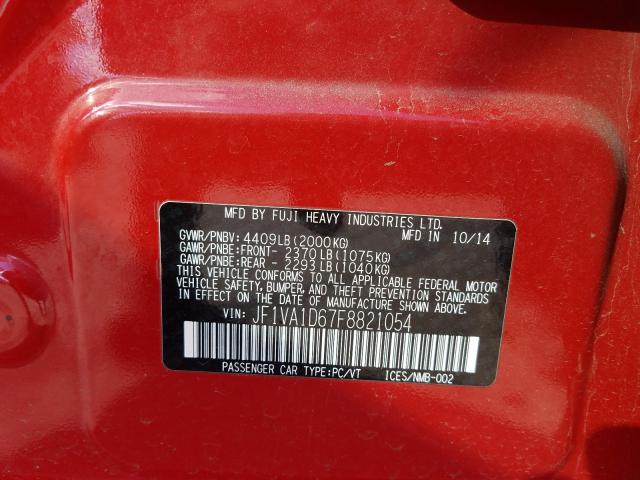 MFD BY FUJI HEAVY INDUSTRIES LTD.
GVWR/PNBV: 4409LB(2000KG) MFD IN 10/14
GAWR/PNBE:FRONT- 2370LB(1075KG)
GAWR/PNBE:REAR - 2293LB(1040KG)
THIS VEHICLE CONFORMS TO ALL APPLICABLE FEDERAL MOTOR
VEHICLE SAFETY, BUMPER, AND THEFT PREVENTION STANDARDS
IN EFFECT ON THE DATE OF MANUFACTURE SHOWN ABOVE.
VIN: JF1VA1D67F8821054
PASSENGER CAR TYPE:PC/VT ICES/NMB-002